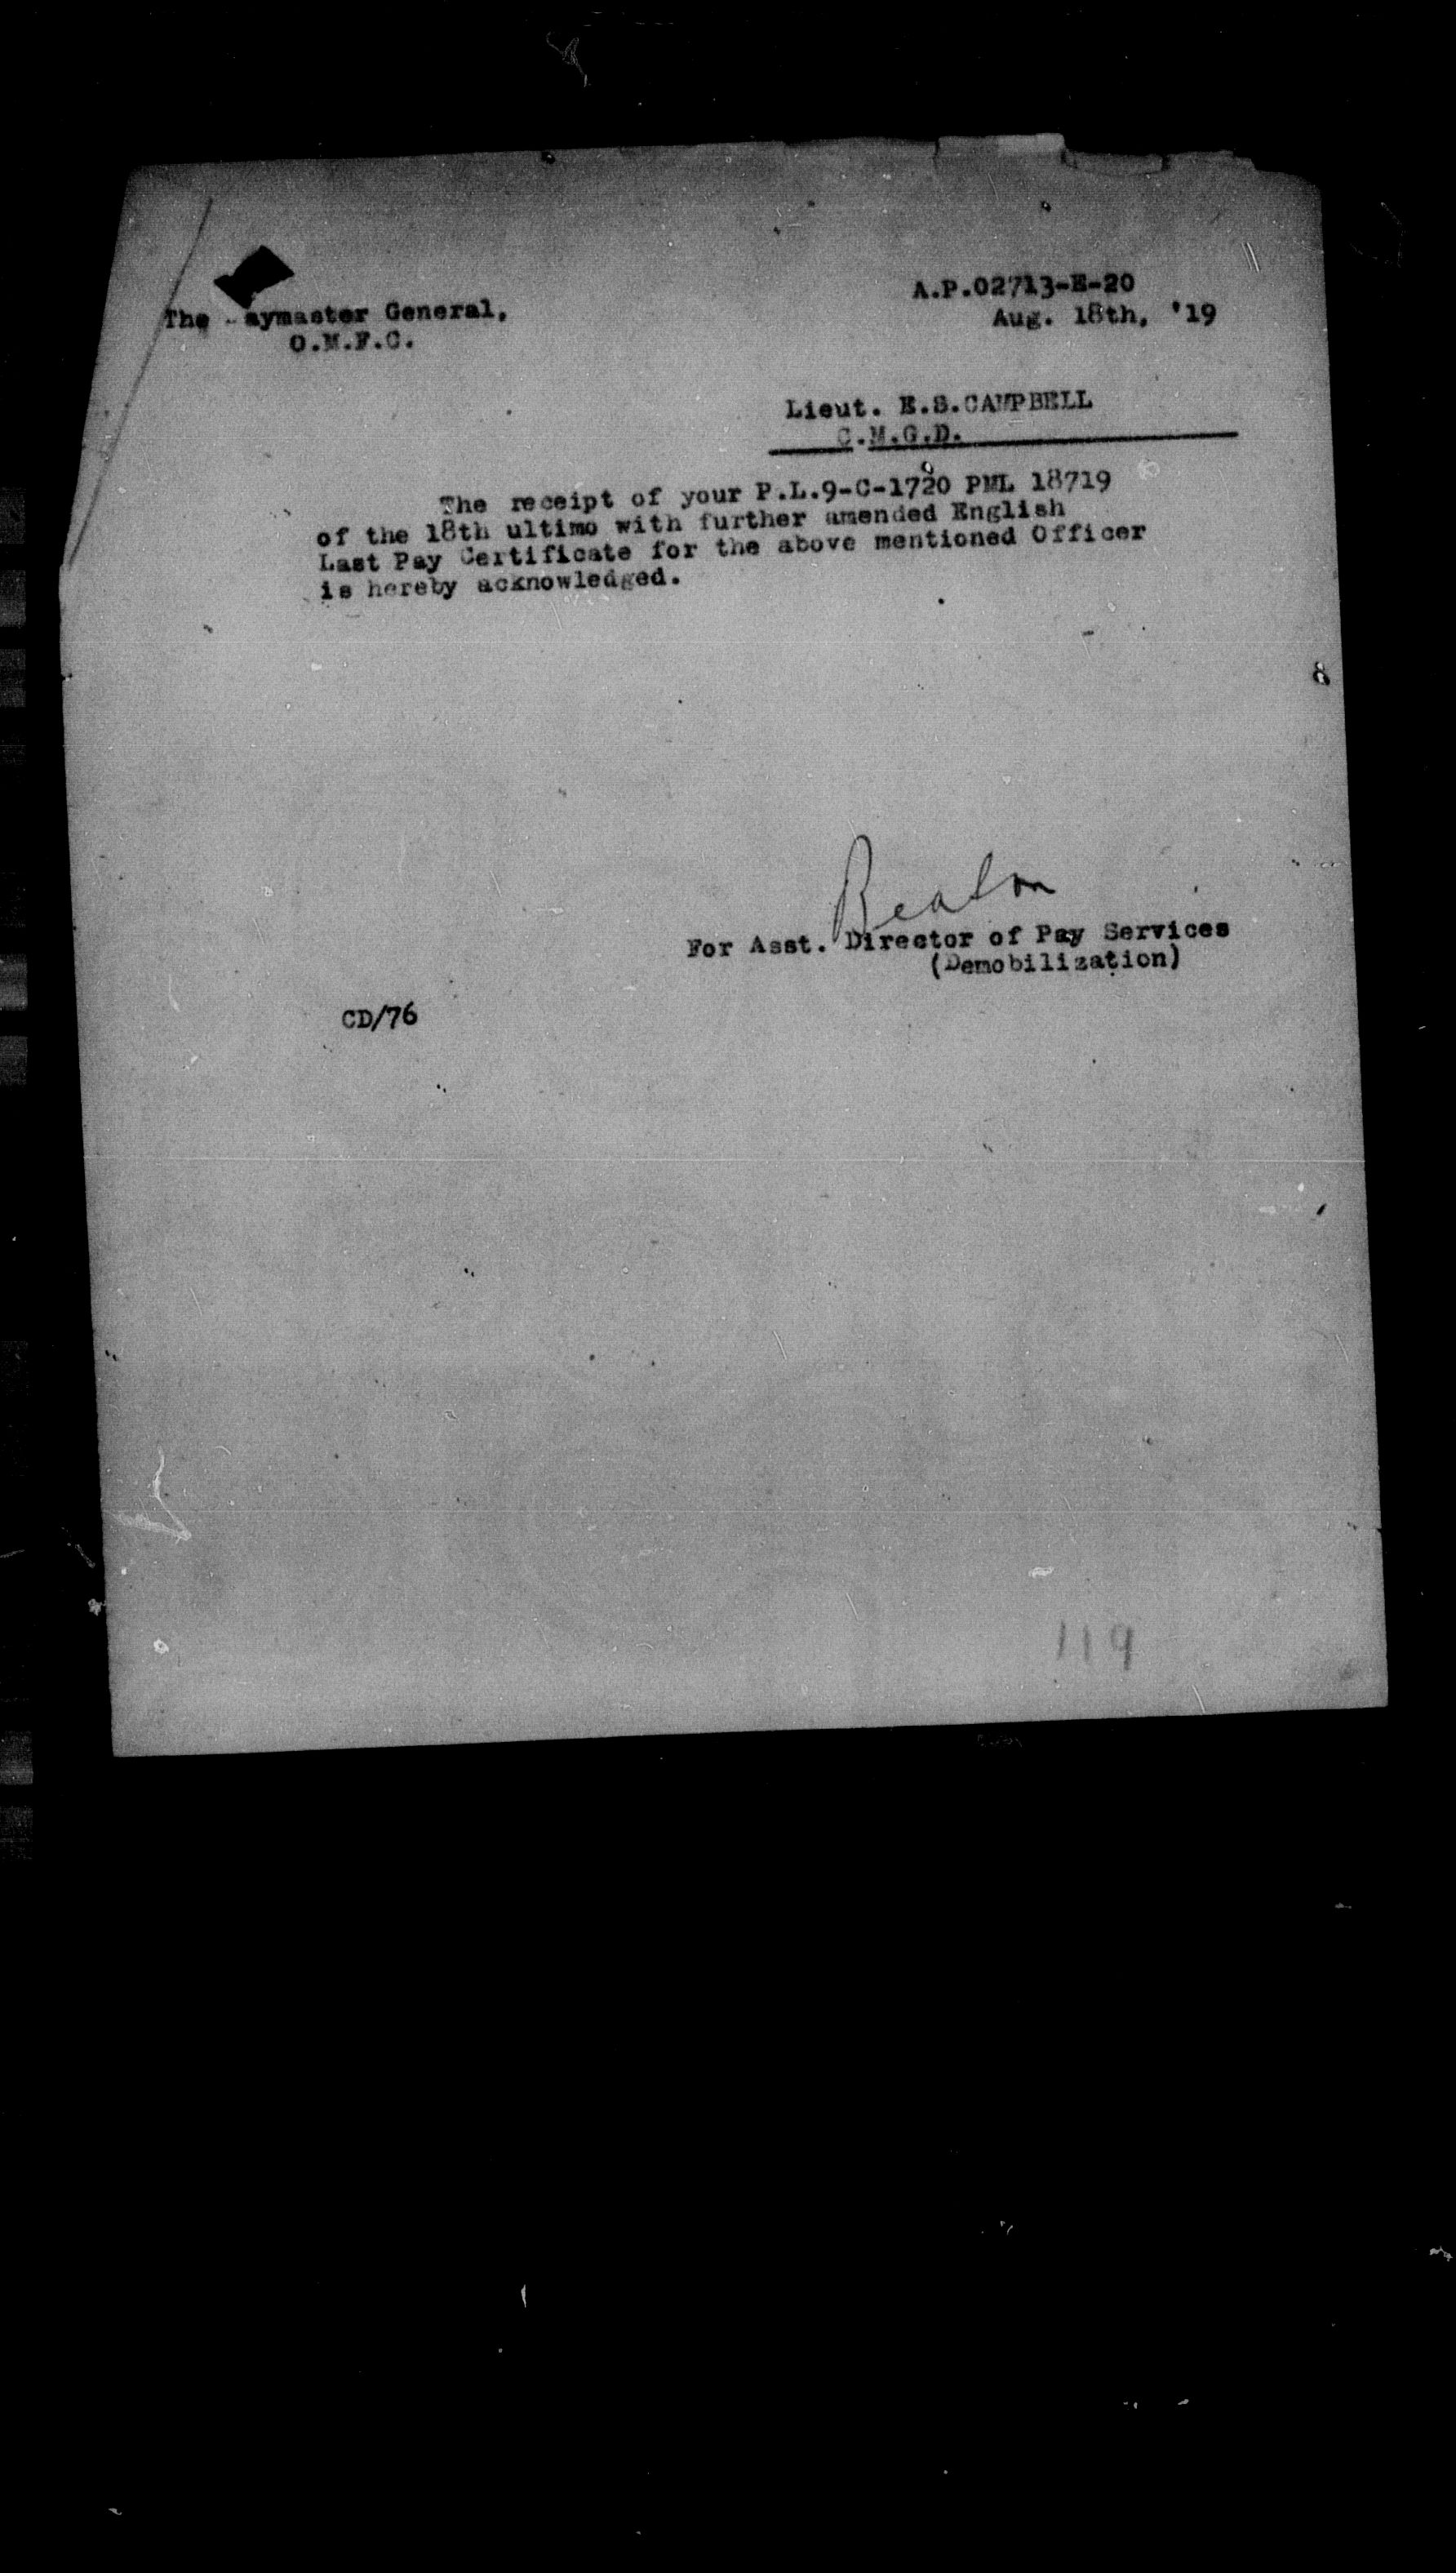 A.P.02713-E-20
Aug. 18th, '19
The aymaster General,
O.M.F.C.
Lieut. E.S.CAMPBELL
C.M.G.D.
The receipt of your P.L.9-C-1720 PML 18719
of the 18th ultimo with further amended English
Last Pay Certificate for the above mentioned Officer
is hereby acknowledged.
Beaton
For Asst. Director of Pay Services
(Demobilization)
CD/76
119